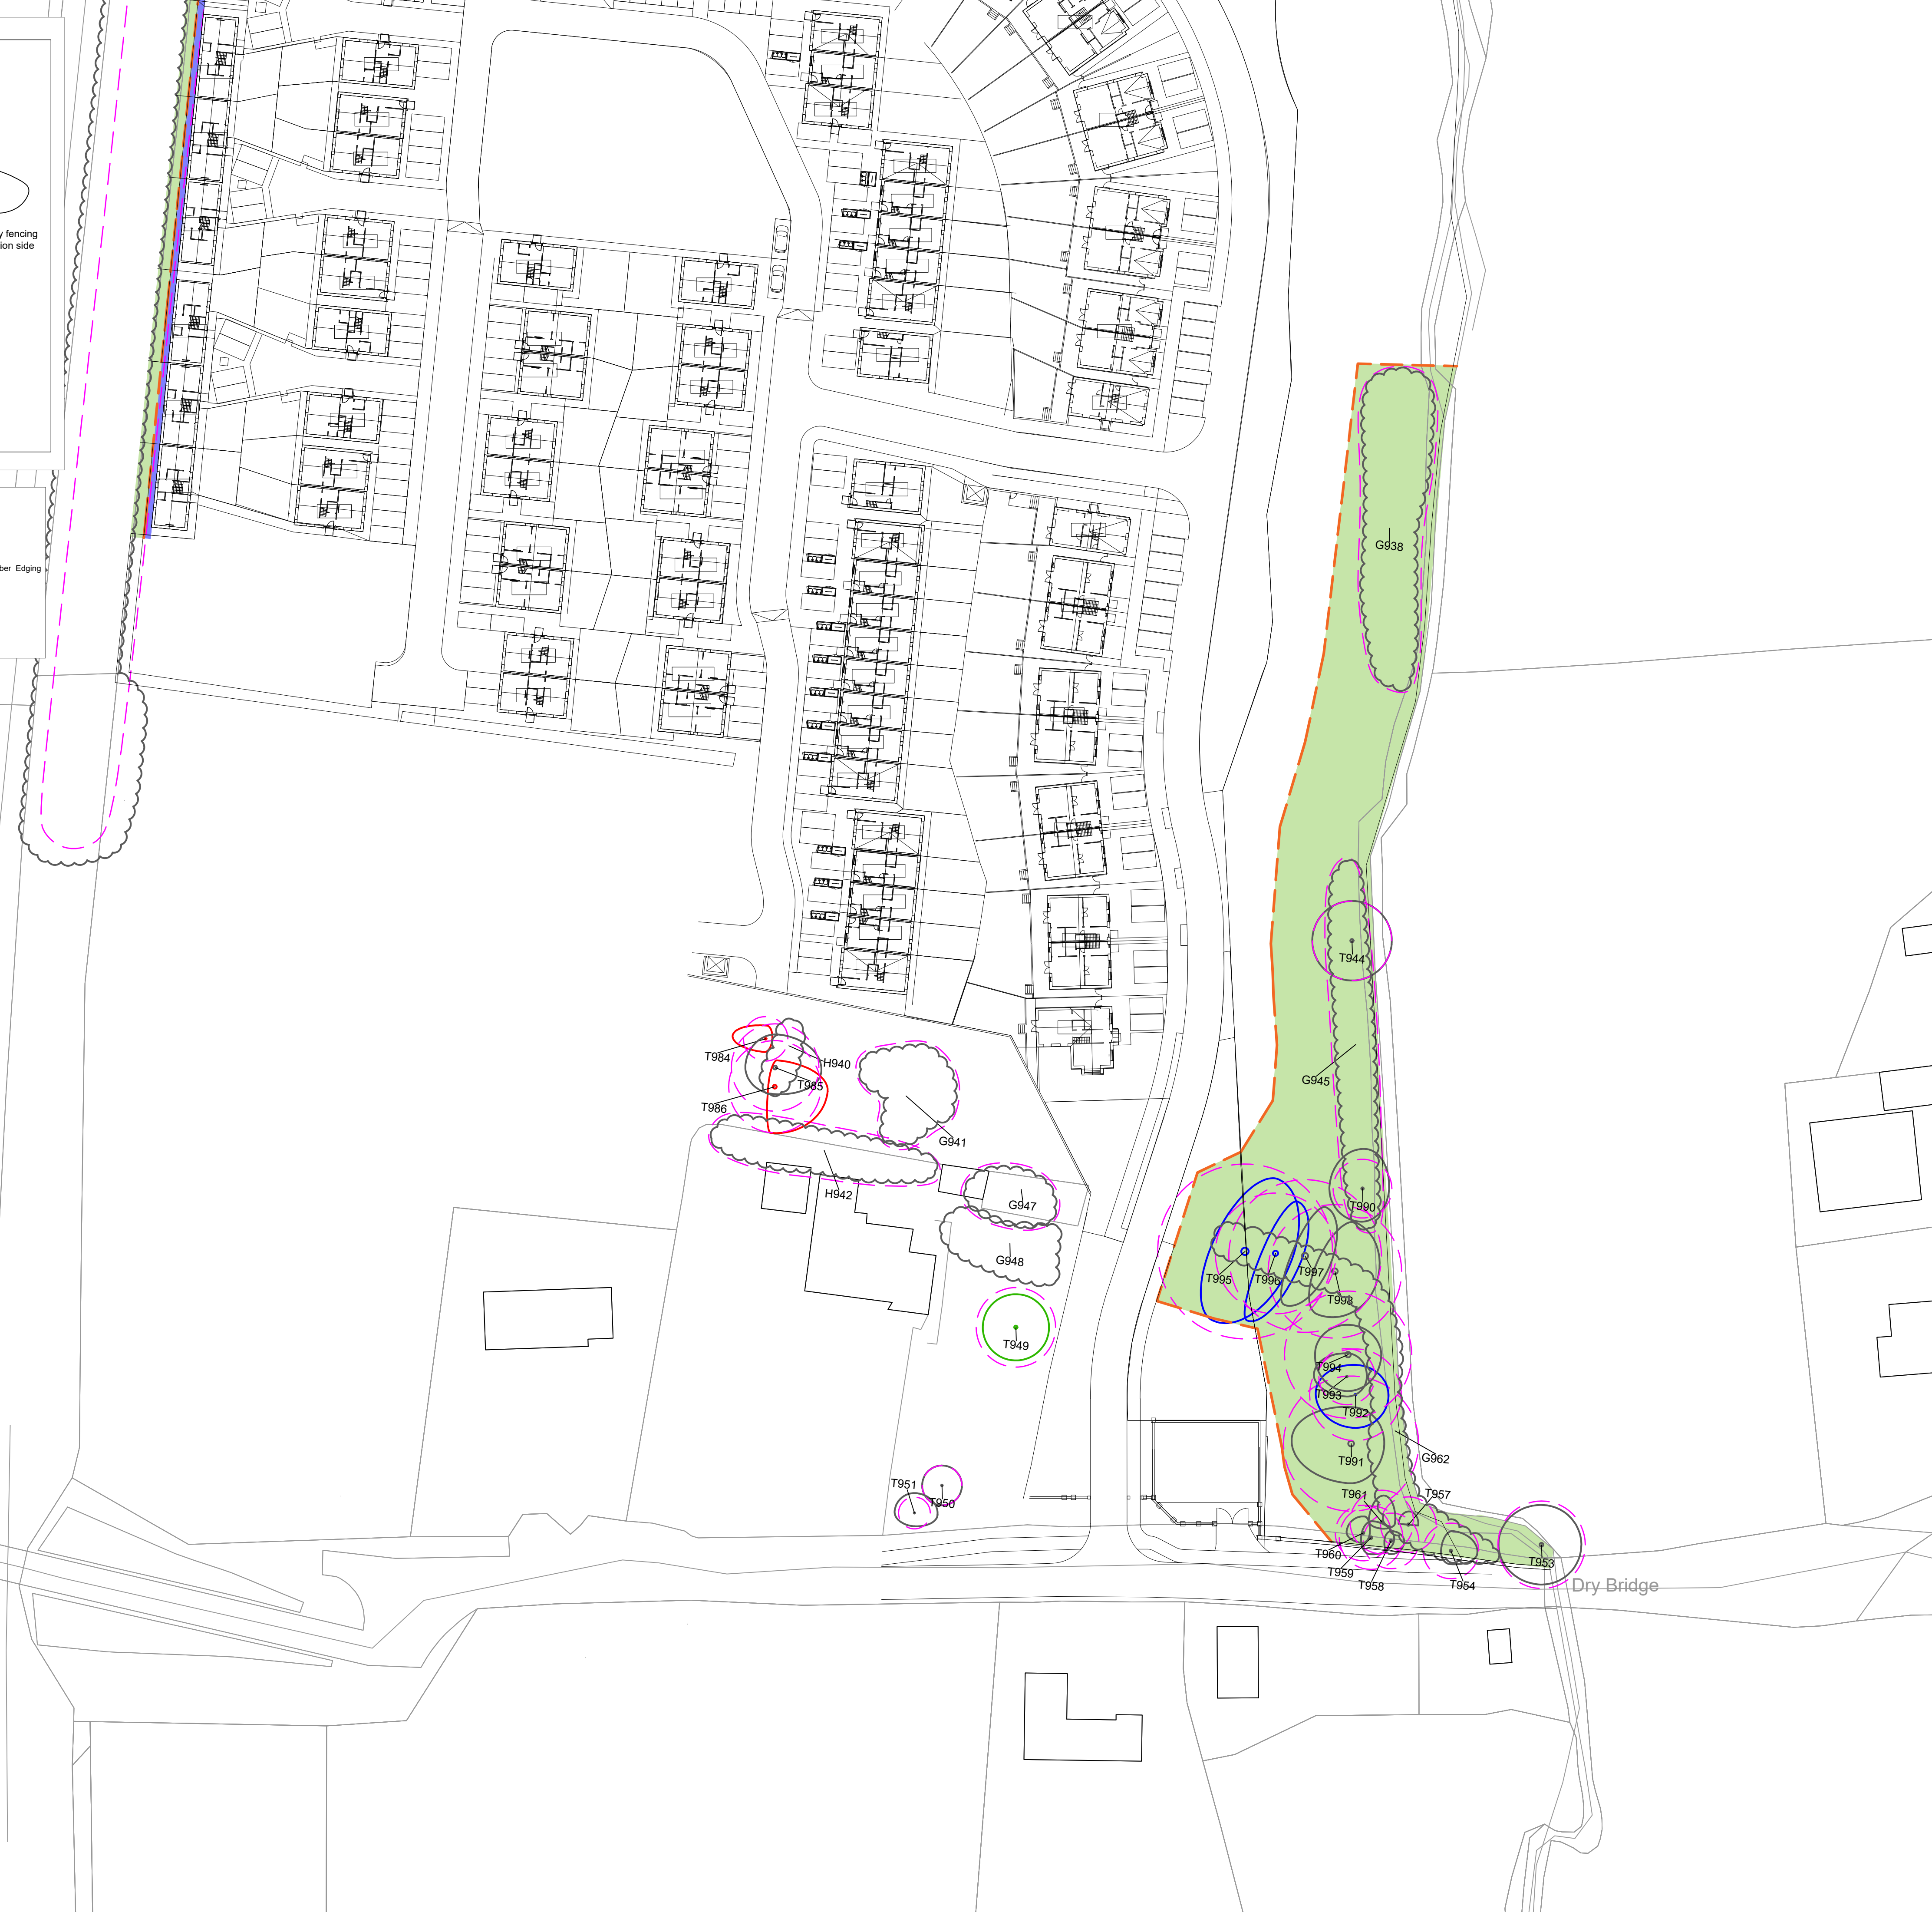 y fencing
ion side
ber Edging
G938
T944
G945
T984
H940
T985
T986
G941
H942
G947
G948
T949
T990
T995
T996
T997
T998
T994
T993
T992
T991
G962
T951
T950
T961
T957
T960
T959
T958
T954
T953
Dry Bridge